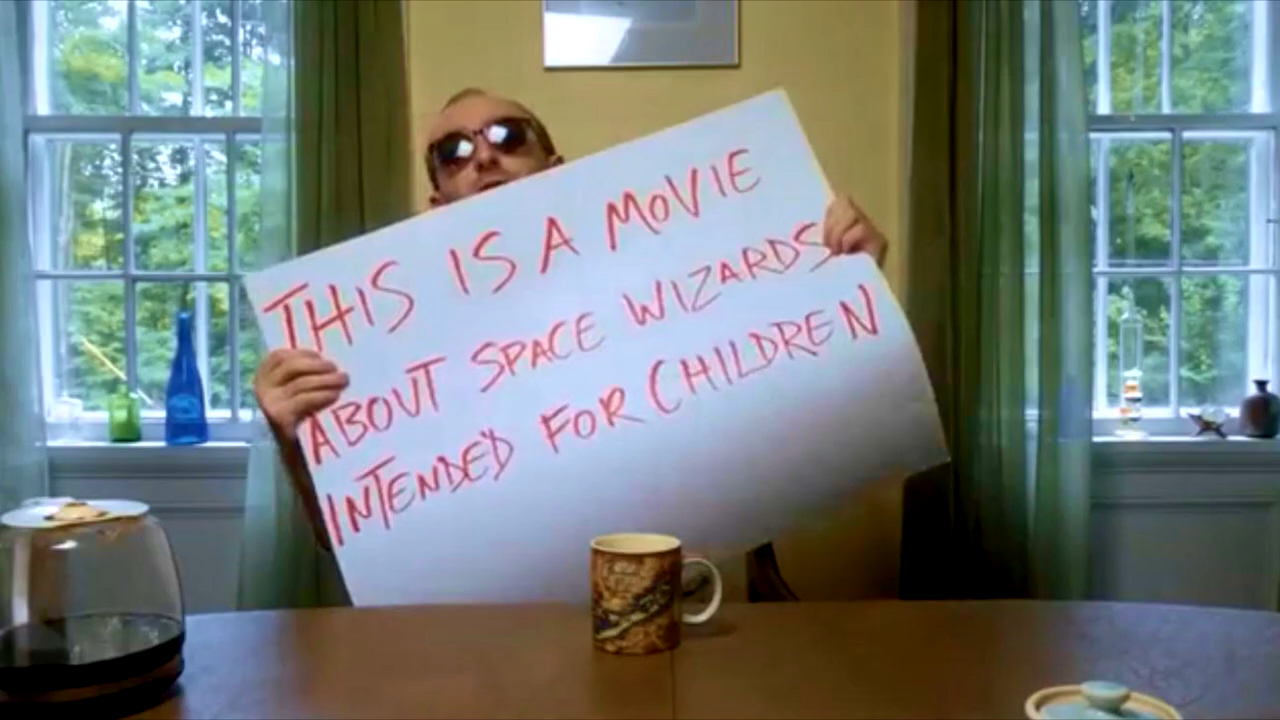 THIS IS A MOVIE
ABOUT SPACE WIZARDS
INTENDED FOR CHILDREN